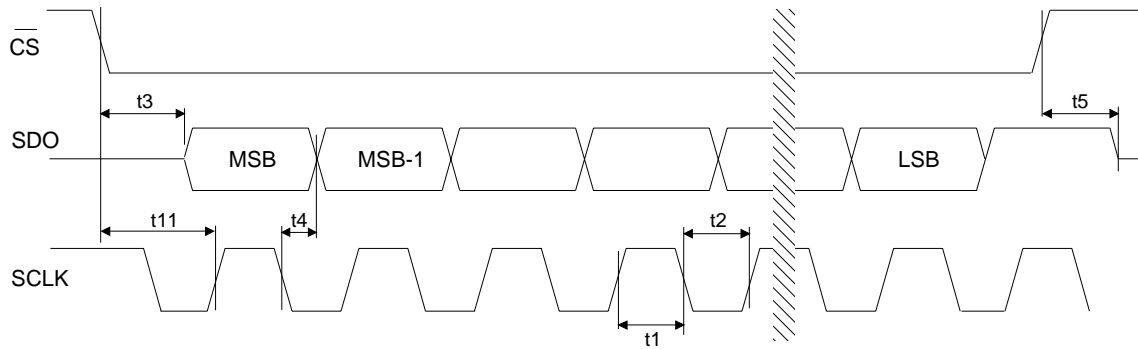 CS
t3
t5
SDO
MSB
MSB-1
LSB
t11
t4
t2
SCLK
t1